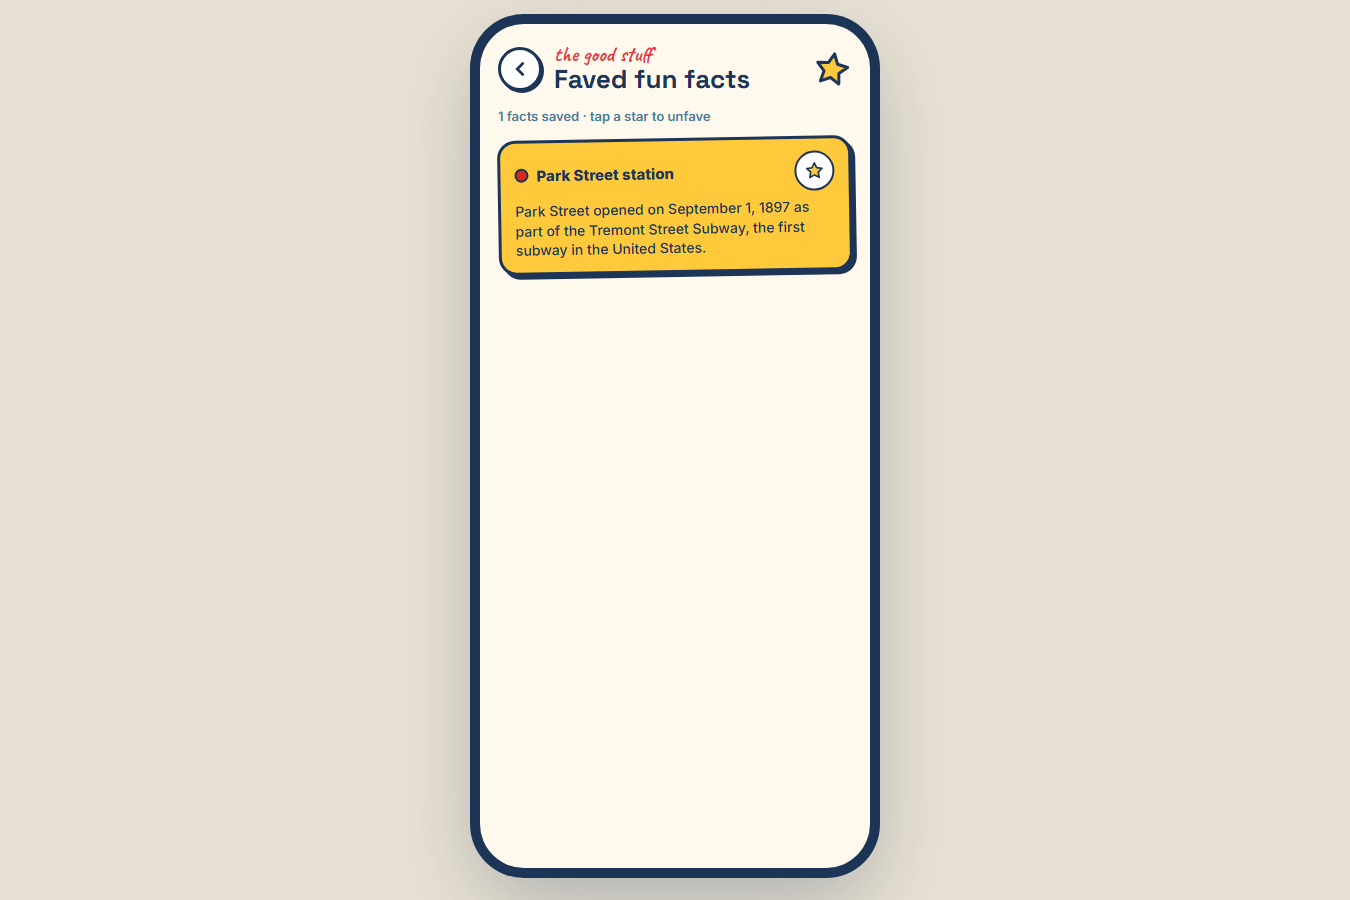 the good stuff
Faved fun facts
1 facts saved · tap a star to unfave
Park Street station
Park Street opened on September 1, 1897 as
part of the Tremont Street Subway, the first
subway in the United States.